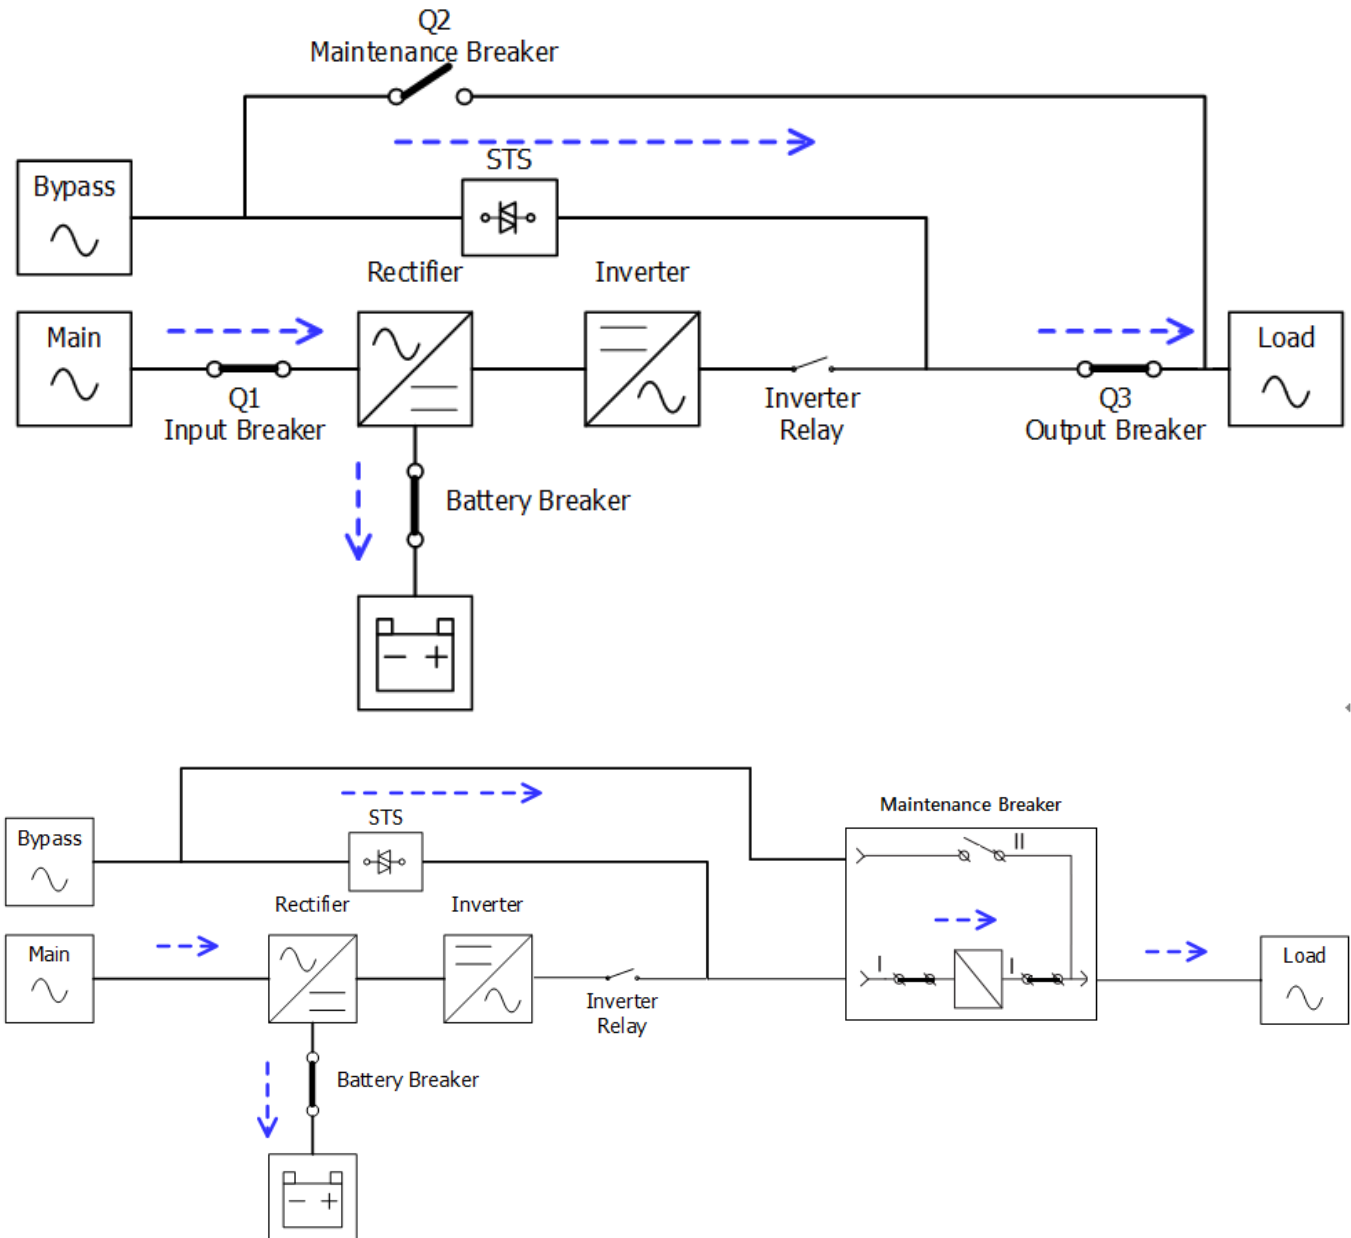 Q2
Maintenance Breaker
STS
Bypass
Rectifier
Inverter
Main
Load
Q1
Input Breaker
Inverter
Relay
Q3
Output Breaker
Battery Breaker
Maintenance Breaker
STS
Bypass
II
Rectifier
Inverter
Main
I
I
Load
Inverter
Relay
Battery Breaker